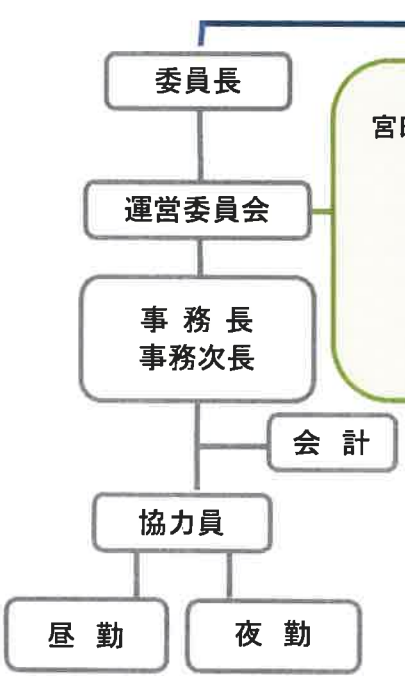 委員長
宮
運営委員会
事 務 長
事務次長
会 計
協力員
昼 勤
夜 勤